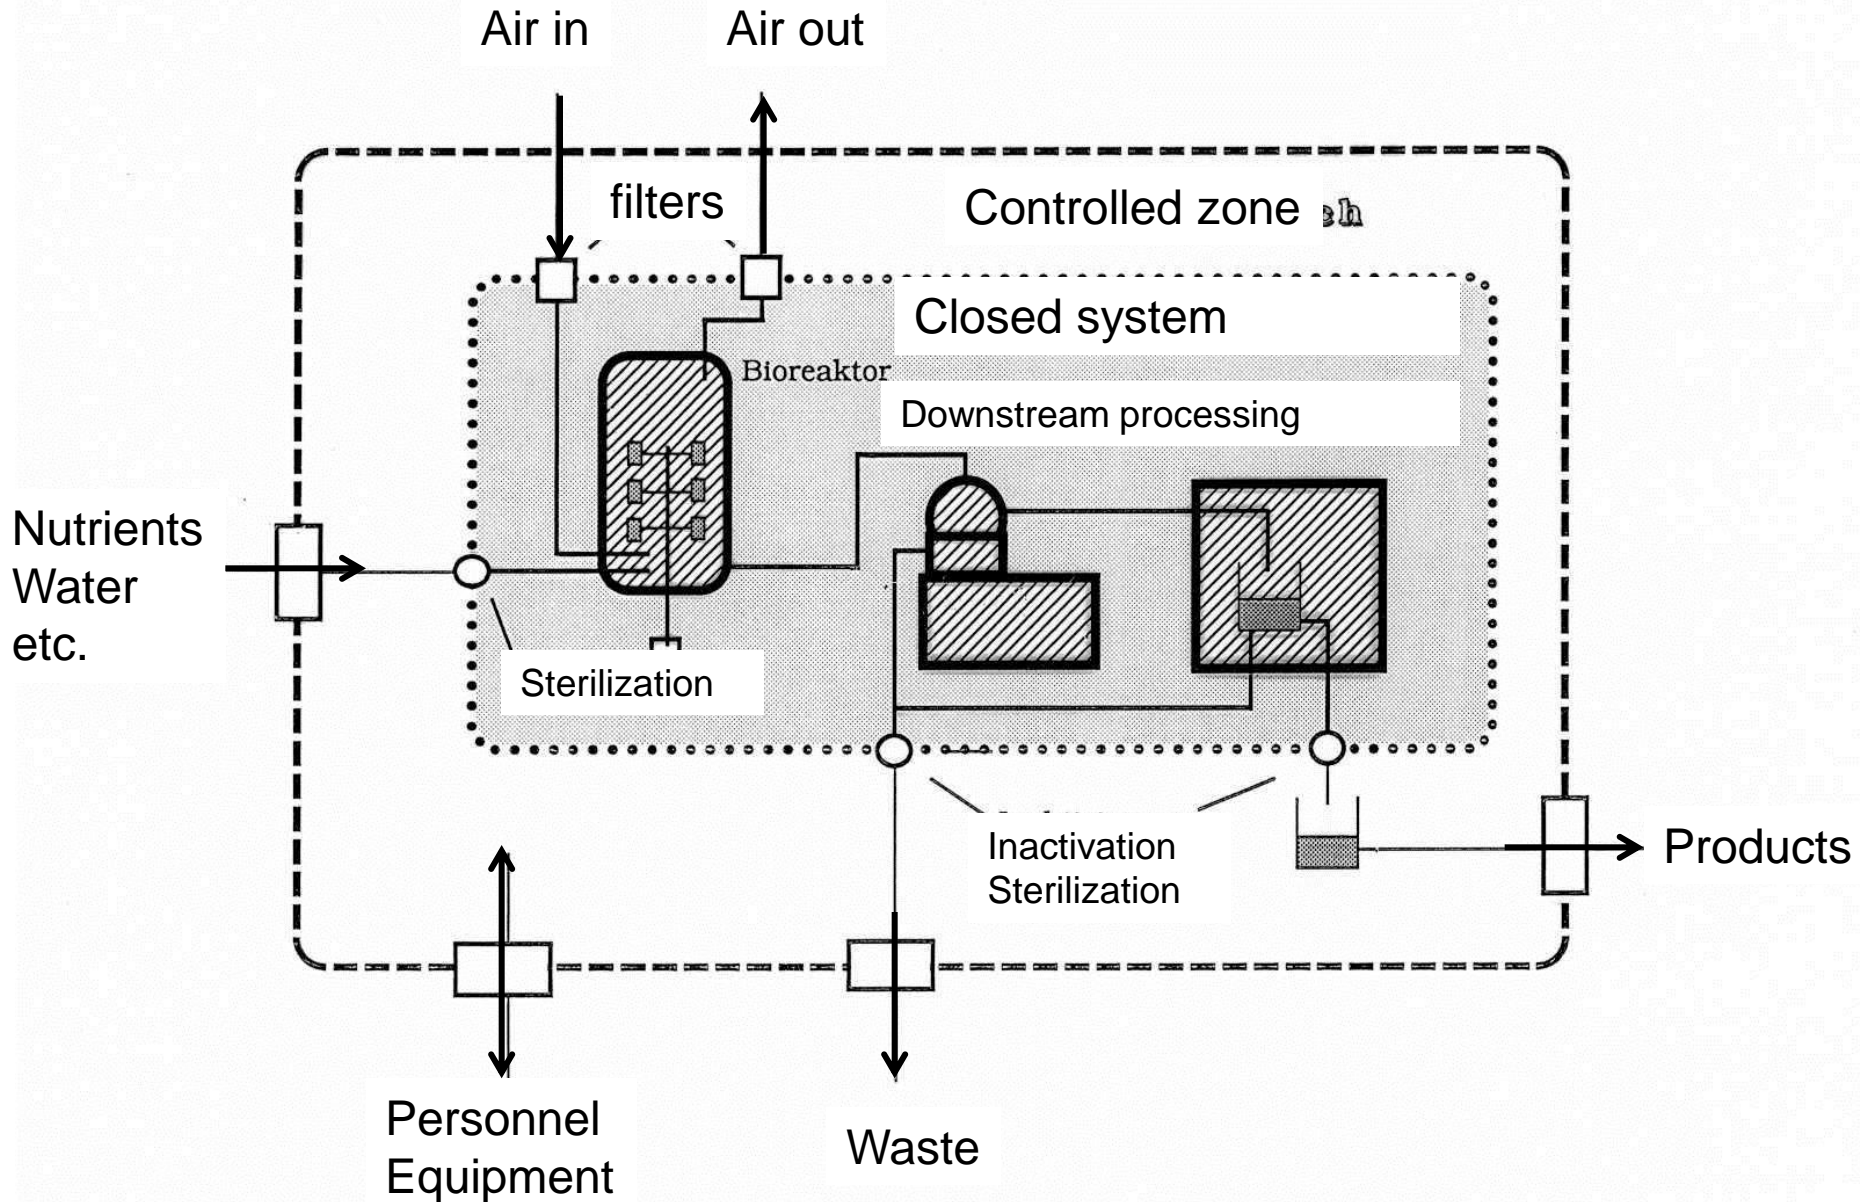 Air in
Air out
filters
Controlled zone
Closed system
Bioreaktor
Downstream processing
Nutrients
Water
etc.
Sterilization
Inactivation
Sterilization
Products
Personnel
Equipment
Waste